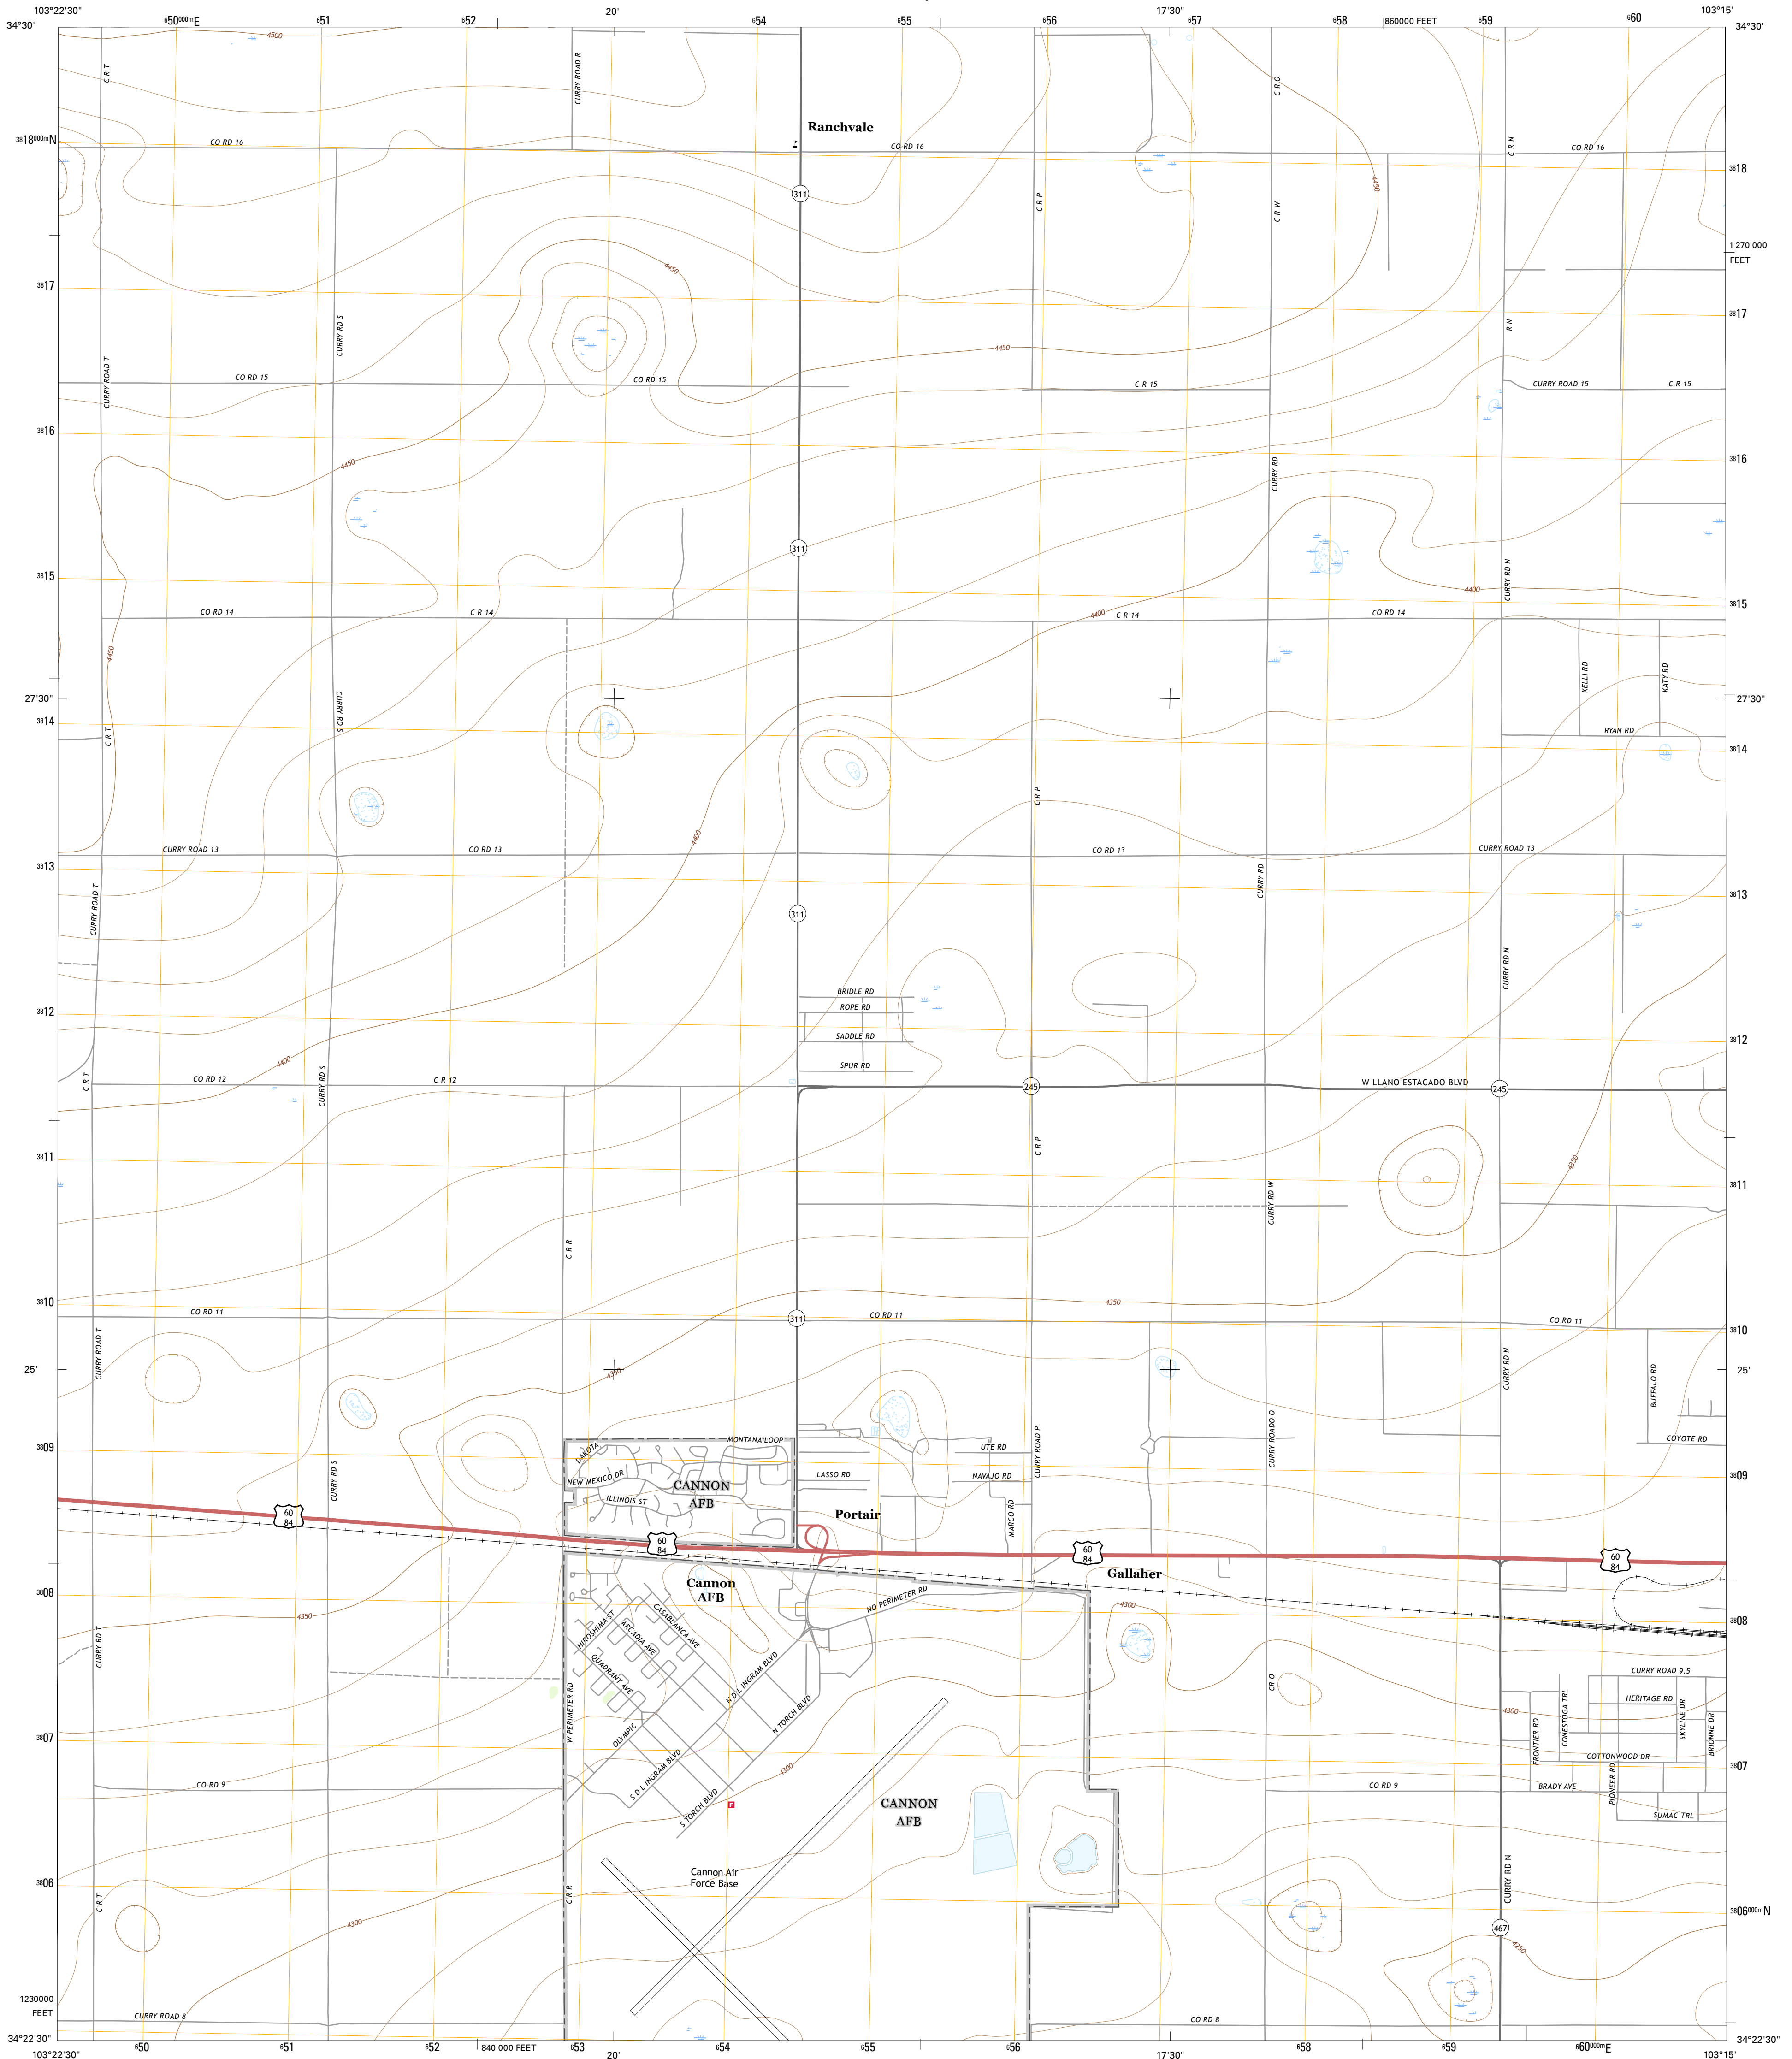 103°22'30"
650000mE
651
652
20'
654
655
656
17'30"
657
658
860000 FEET
659
660
103°15'
34°30'
34°30'
4500
C R T
CURRY ROAD R
C R O
Ranchvale
3818000mN
CO RD 16
CO RD 16
C R N
CO RD 16
3818
4450
311
C R P
C R W
1 270 000
FEET
4450
3817
3817
CURRY RD S
R N
4450
CURRY ROAD T
CO RD 15
CO RD 15
C R 15
CURRY ROAD 15
C R 15
3816
3816
4450
CURRY RD
311
3815
CURRY RD N
4400
3815
CO RD 14
C R 14
4400
C R 14
CO RD 14
4450
KELLI RD
KATY RD
27'30"
27'30"
3814
CURRY RD S
C R T
RYAN RD
3814
C R P
4400
CURRY ROAD 13
CO RD 13
CO RD 13
CURRY ROAD 13
3813
3813
CURRY RD
CURRY ROAD T
311
CURRY RD N
BRIDLE RD
ROPE RD
3812
SADDLE RD
3812
4400
SPUR RD
C R T
CO RD 12
C R 12
CURRY RD S
245
W LLANO ESTACADO BLVD
245
C R P
3811
4350
3811
CURRY RD W
C R R
3810
4350
CO RD 11
311
CO RD 11
CO RD 11
3810
CURRY ROAD T
25'
4350
CURRY RD N
BUFFALO RD
25'
3809
DAKOTA
MONTANA LOOP
UTE RD
CURRY ROAD P
CURRY ROAD O
COYOTE RD
3809
CURRY RD S
NEW MEXICO DR
CANNON
AFB
LASSO RD
NAVAJO RD
ILLINOIS ST
Portair
MARCO RD
60
84
60
84
60
84
60
84
Gallaher
3808
Cannon
AFB
NO PERIMETER RD
4300
3808
4350
HIROSHIMA ST
CASABLANCA AVE
ARCADIA AVE
CURRY RD T
QUADRANT AVE
N D L INGRAM BLVD
CR O
CURRY ROAD 9.5
W PERIMETER RD
N TORCH BLVD
4300
HERITAGE RD
CONESTOGA TRL
SKYLINE DR
BRIONNE DR
FRONTIER RD
3807
OLYMPIC
COTTONWOOD DR
3807
S D L INGRAM BLVD
4300
CO RD 9
CO RD 9
BRADY AVE
PIONEER RD
S TORCH BLVD
F
CANNON
AFB
SUMAC TRL
3806
Cannon Air
Force Base
CURRY RD N
C R T
C R R
3806000mN
4300
467
4250
1230000
FEET
CURRY ROAD 8
CO RD 8
34°22'30"
34°22'30"
650
651
652
840 000 FEET
653
654
655
656
658
659
660000mE
103°22'30"
20'
17'30"
103°15'